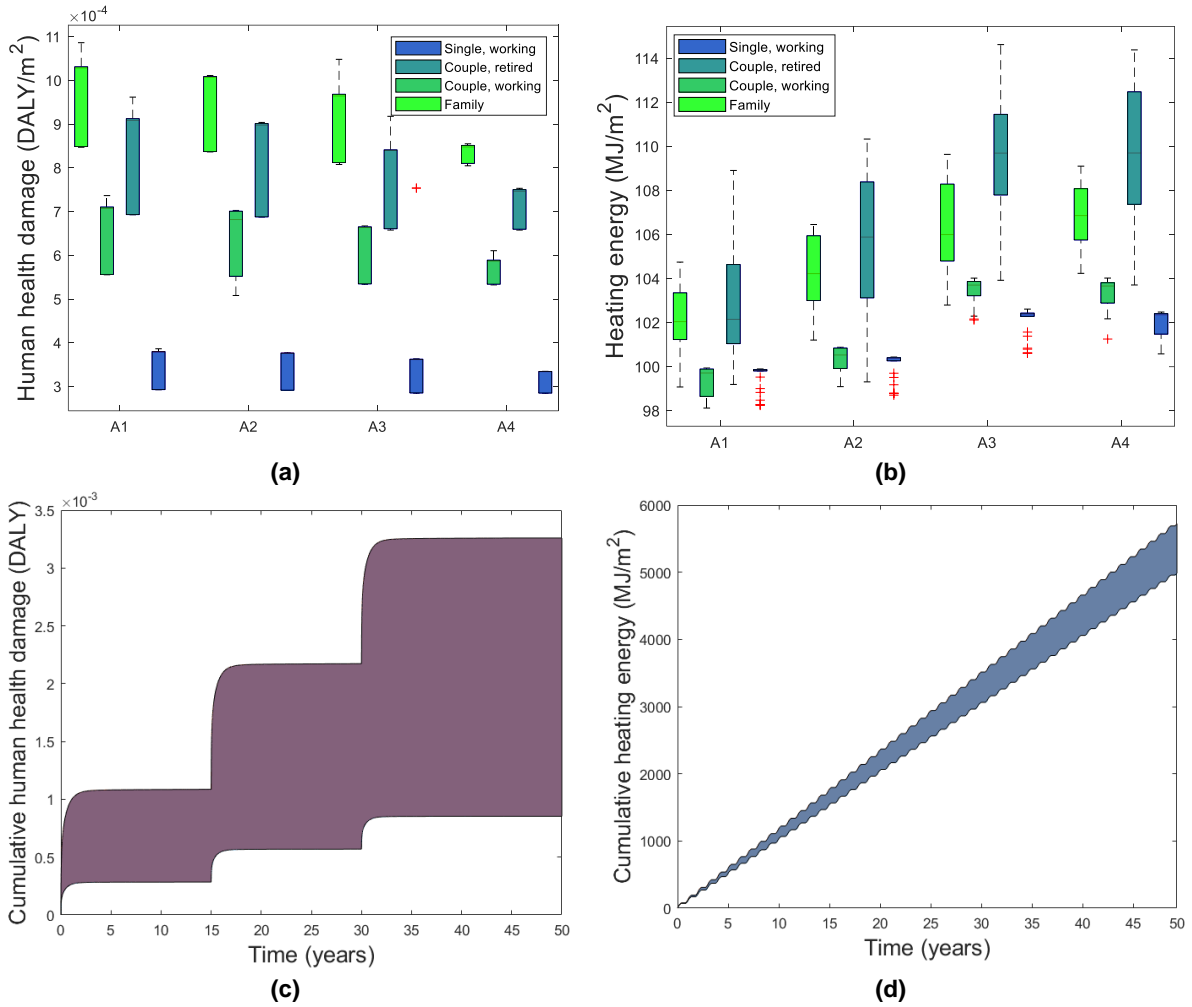 ×10⁻⁴
Human health damage (DALY/m²)
11
10
9
8
7
6
5
4
3
A1
A2
A3
A4
Single, working
Couple, retired
Couple, working
Family
(a)
Heating energy (MJ/m²)
114
112
110
108
106
104
102
100
98
A1
A2
A3
A4
Single, working
Couple, retired
Couple, working
Family
(b)
×10⁻³
Cumulative human health damage (DALY)
3.5
3
2.5
2
1.5
1
0.5
0
0
5
10
15
20
25
30
35
40
45
50
Time (years)
(c)
Cumulative heating energy (MJ/m²)
6000
5000
4000
3000
2000
1000
0
0
5
10
15
20
25
30
35
40
45
50
Time (years)
(d)